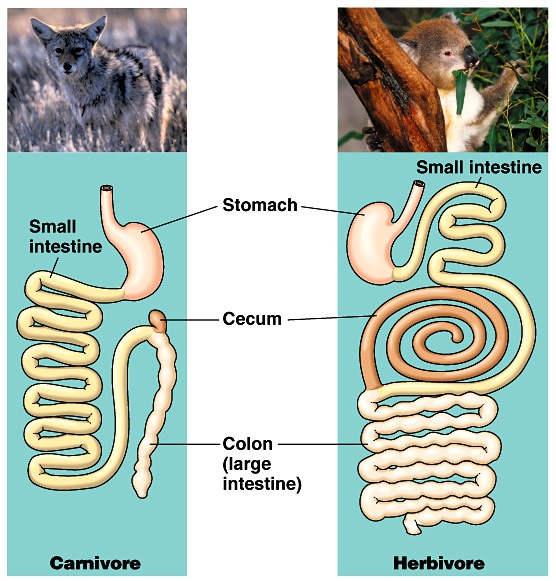 Small intestine
Stomach
Small
intestine
Cecum
Colon
(large
intestine)
Carnivore
Herbivore